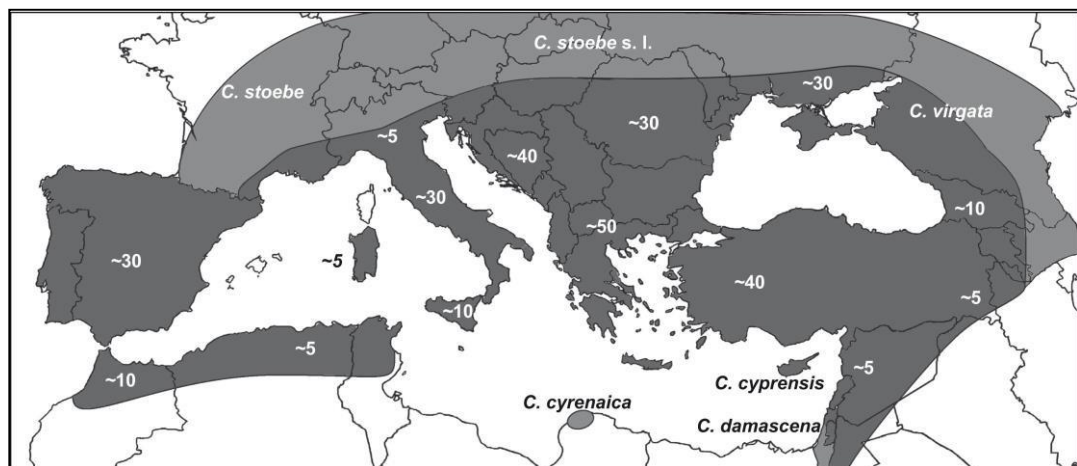 C. stoebe s. l.
C. stoebe
~30
C. virgata
~5
~30
~40
~30
~10
~50
~30
~5
~40
~5
~10
~5
~10
~5
C. cyprensis
C. cyrenaica
C. damascena